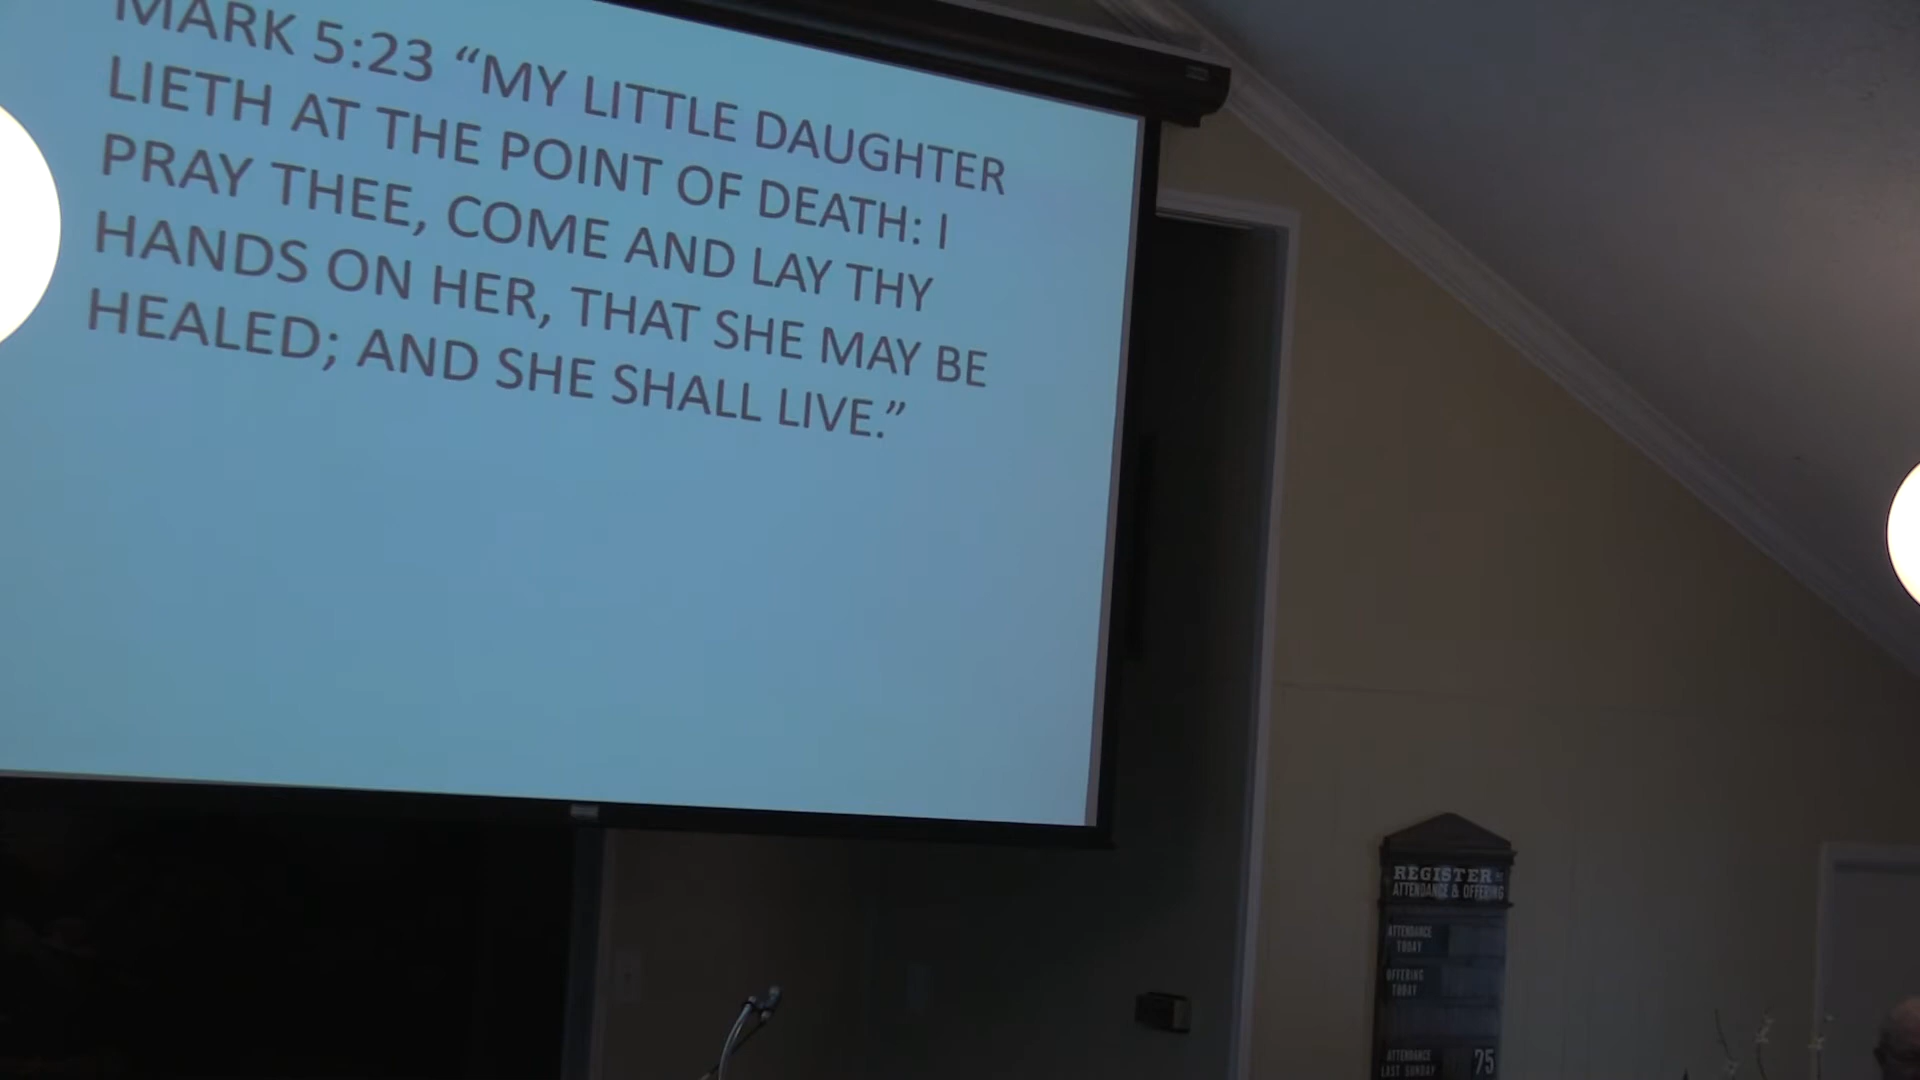 MARK 5:23 “MY LITTLE DAUGHTER
LIETH AT THE POINT OF DEATH: I
PRAY THEE, COME AND LAY THY
HANDS ON HER, THAT SHE MAY BE
HEALED; AND SHE SHALL LIVE.”
REGISTER OF
ATTENDANCE & OFFERING
ATTENDANCE
TODAY
OFFERING
TODAY
ATTENDANCE
LAST SUNDAY 75